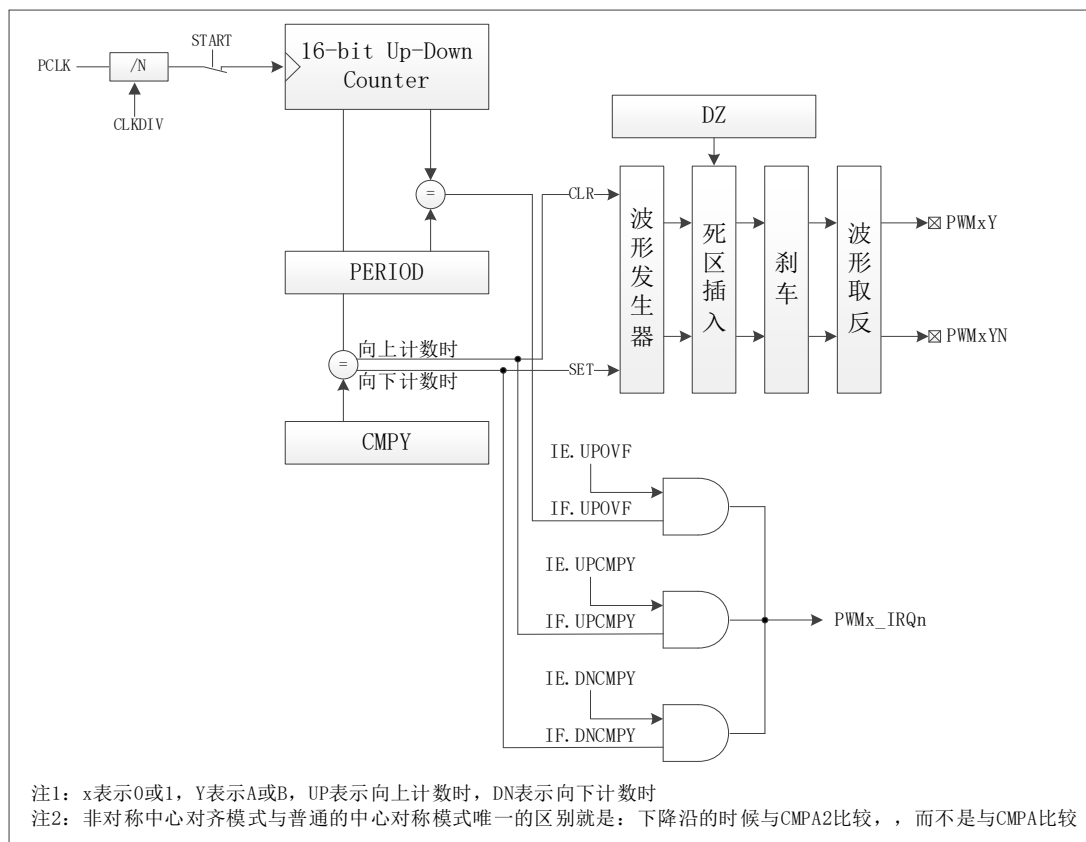 START
16-bit Up-Down
Counter
PCLK
/N
CLKDIV
DZ
=
CLR
波形发生器
死区插入
刹车
波形取反
PWMxY
PERIOD
PWMxYN
向上计数时
=
向下计数时
SET
CMPY
IE.UPOVF
IF.UPOVF
IE.UPCMPY
IF.UPCMPY
PWMx_IRQn
IE.DNCMPY
IF.DNCMPY
注1：x表示0或1，Y表示A或B，UP表示向上计数时，DN表示向下计数时
注2：非对称中心对齐模式与普通的中心对称模式唯一的区别就是：下降沿的时候与CMPA2比较，，而不是与CMPA比较